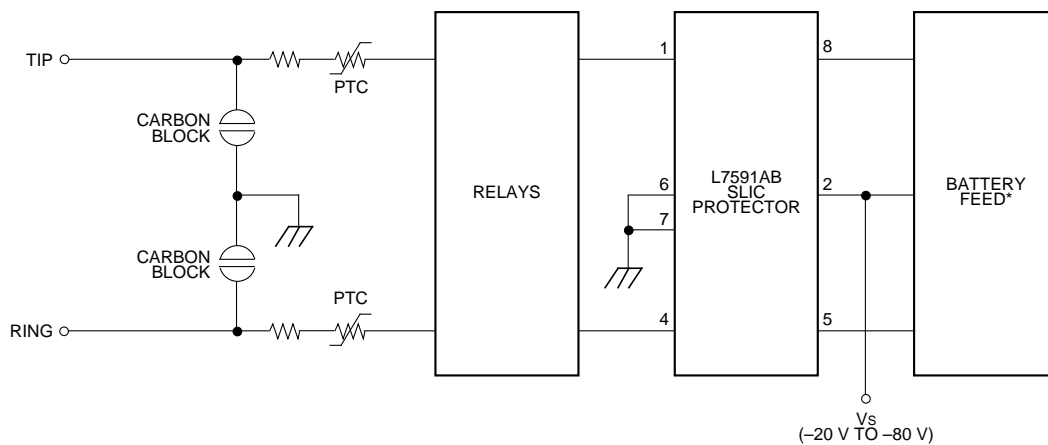 TIP
PTC
CARBON
BLOCK
CARBON
BLOCK
PTC
RING
RELAYS
1
6
7
4
L7591AB
SLIC
PROTECTOR
8
2
5
BATTERY
FEED*
VS
(–20 V TO –80 V)